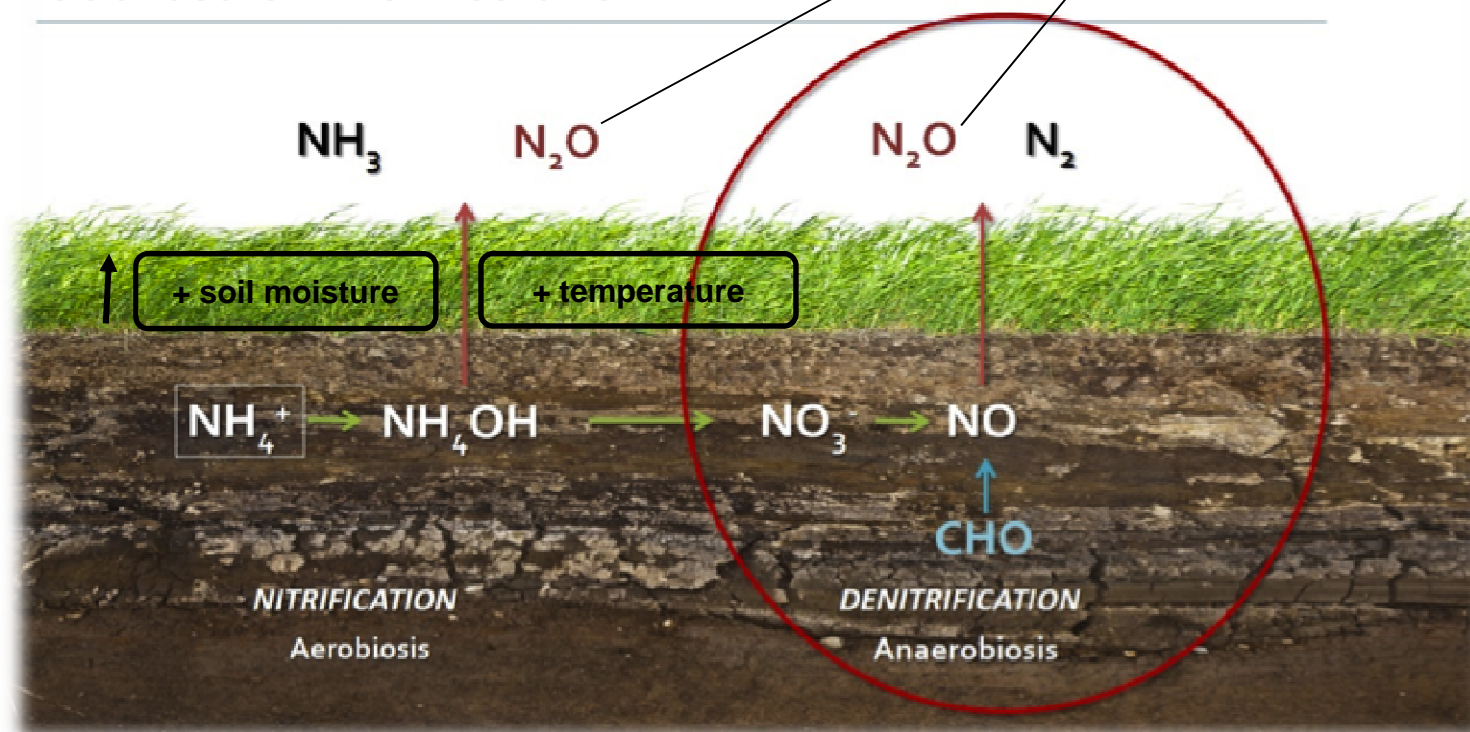 NH₃ N₂O N₂O N₂
+ soil moisture + temperature
NH₄⁺ NH₄OH NO₃⁻ NO
CHO
NITRIFICATION DENITRIFICATION
Aerobiosis Anaerobiosis